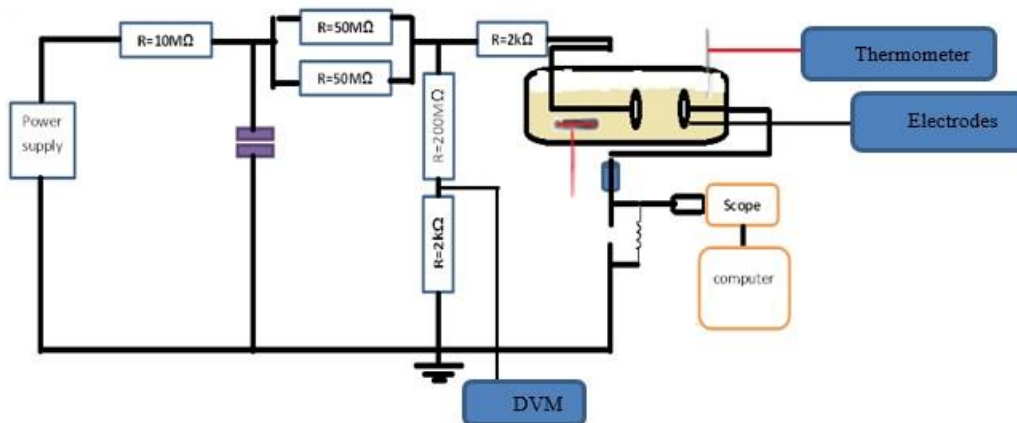 R=10MΩ
R=50MΩ
R=50MΩ
R=2kΩ
Thermometer
Power
supply
R=200MΩ
Electrodes
R=2kΩ
Scope
computer
DVM